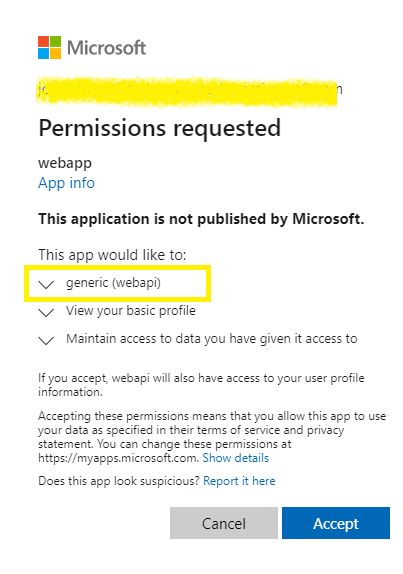 Microsoft
Permissions requested
webapp
App info
This application is not published by Microsoft.
This app would like to:
generic (webapi)
View your basic profile
Maintain access to data you have given it access to
If you accept, webapi will also have access to your user profile
information.
Accepting these permissions means that you allow this app to use
your data as specified in their terms of service and privacy
statement. You can change these permissions at
https://myapps.microsoft.com. Show details
Does this app look suspicious? Report it here
Cancel
Accept